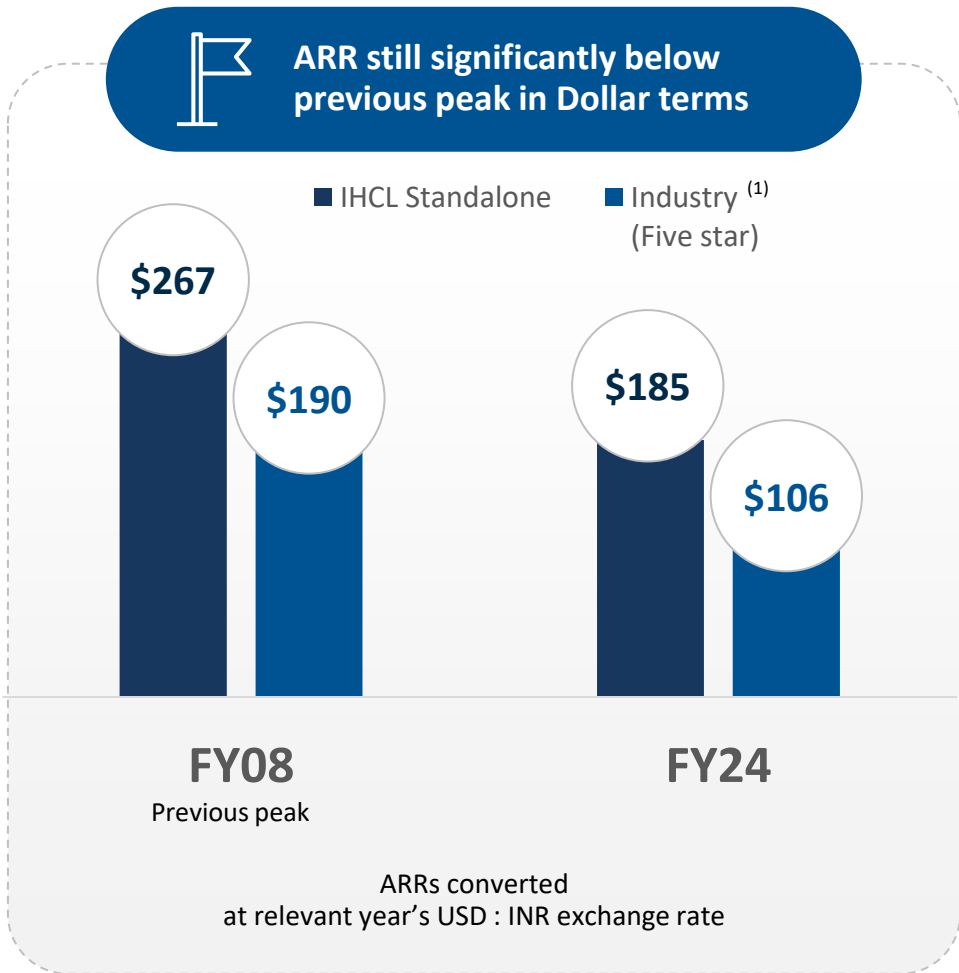 ARR still significantly below
previous peak in Dollar terms
IHCL Standalone
Industry (1)
(Five star)
$267
$190
$185
$106
FY08
Previous peak
FY24
ARRs converted
at relevant year's USD : INR exchange rate